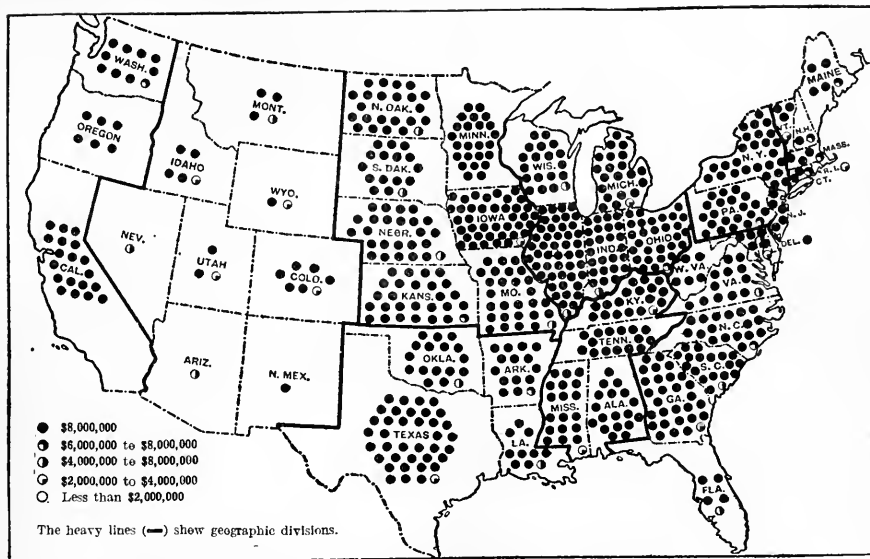 WASH.
MONT.
N. DAK.
MINN.
MAINE
OREGON
IDAHO
S. DAK.
WIS.
MICH.
N.H.
N.Y.
MASS.
R.I.
CT.
WYO.
NEBR.
IOWA
PA.
N.J.
NEV.
UTAH
COLO.
ILL.
IND.
OHIO
DEL.
CAL.
KANS.
MO.
KY.
W. VA.
VA.
ARIZ.
N. MEX.
OKLA.
ARK.
TENN.
N.C.
S.C.
TEXAS
LA.
MISS.
ALA.
GA.
FLA.
$8,000,000
$6,000,000 to $8,000,000
$4,000,000 to $8,000,000
$2,000,000 to $4,000,000
Less than $2,000,000
The heavy lines (━) show geographic divisions.